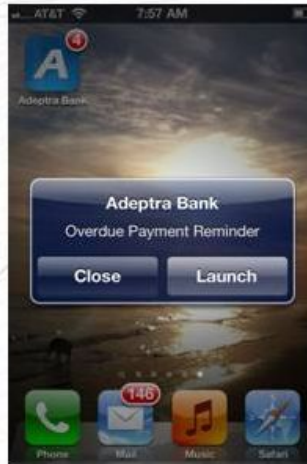 AT&T 7:57 AM
4
Adeptra Bank
Adeptra Bank
Overdue Payment Reminder
Close Launch
146
Phone Mail Music Safari